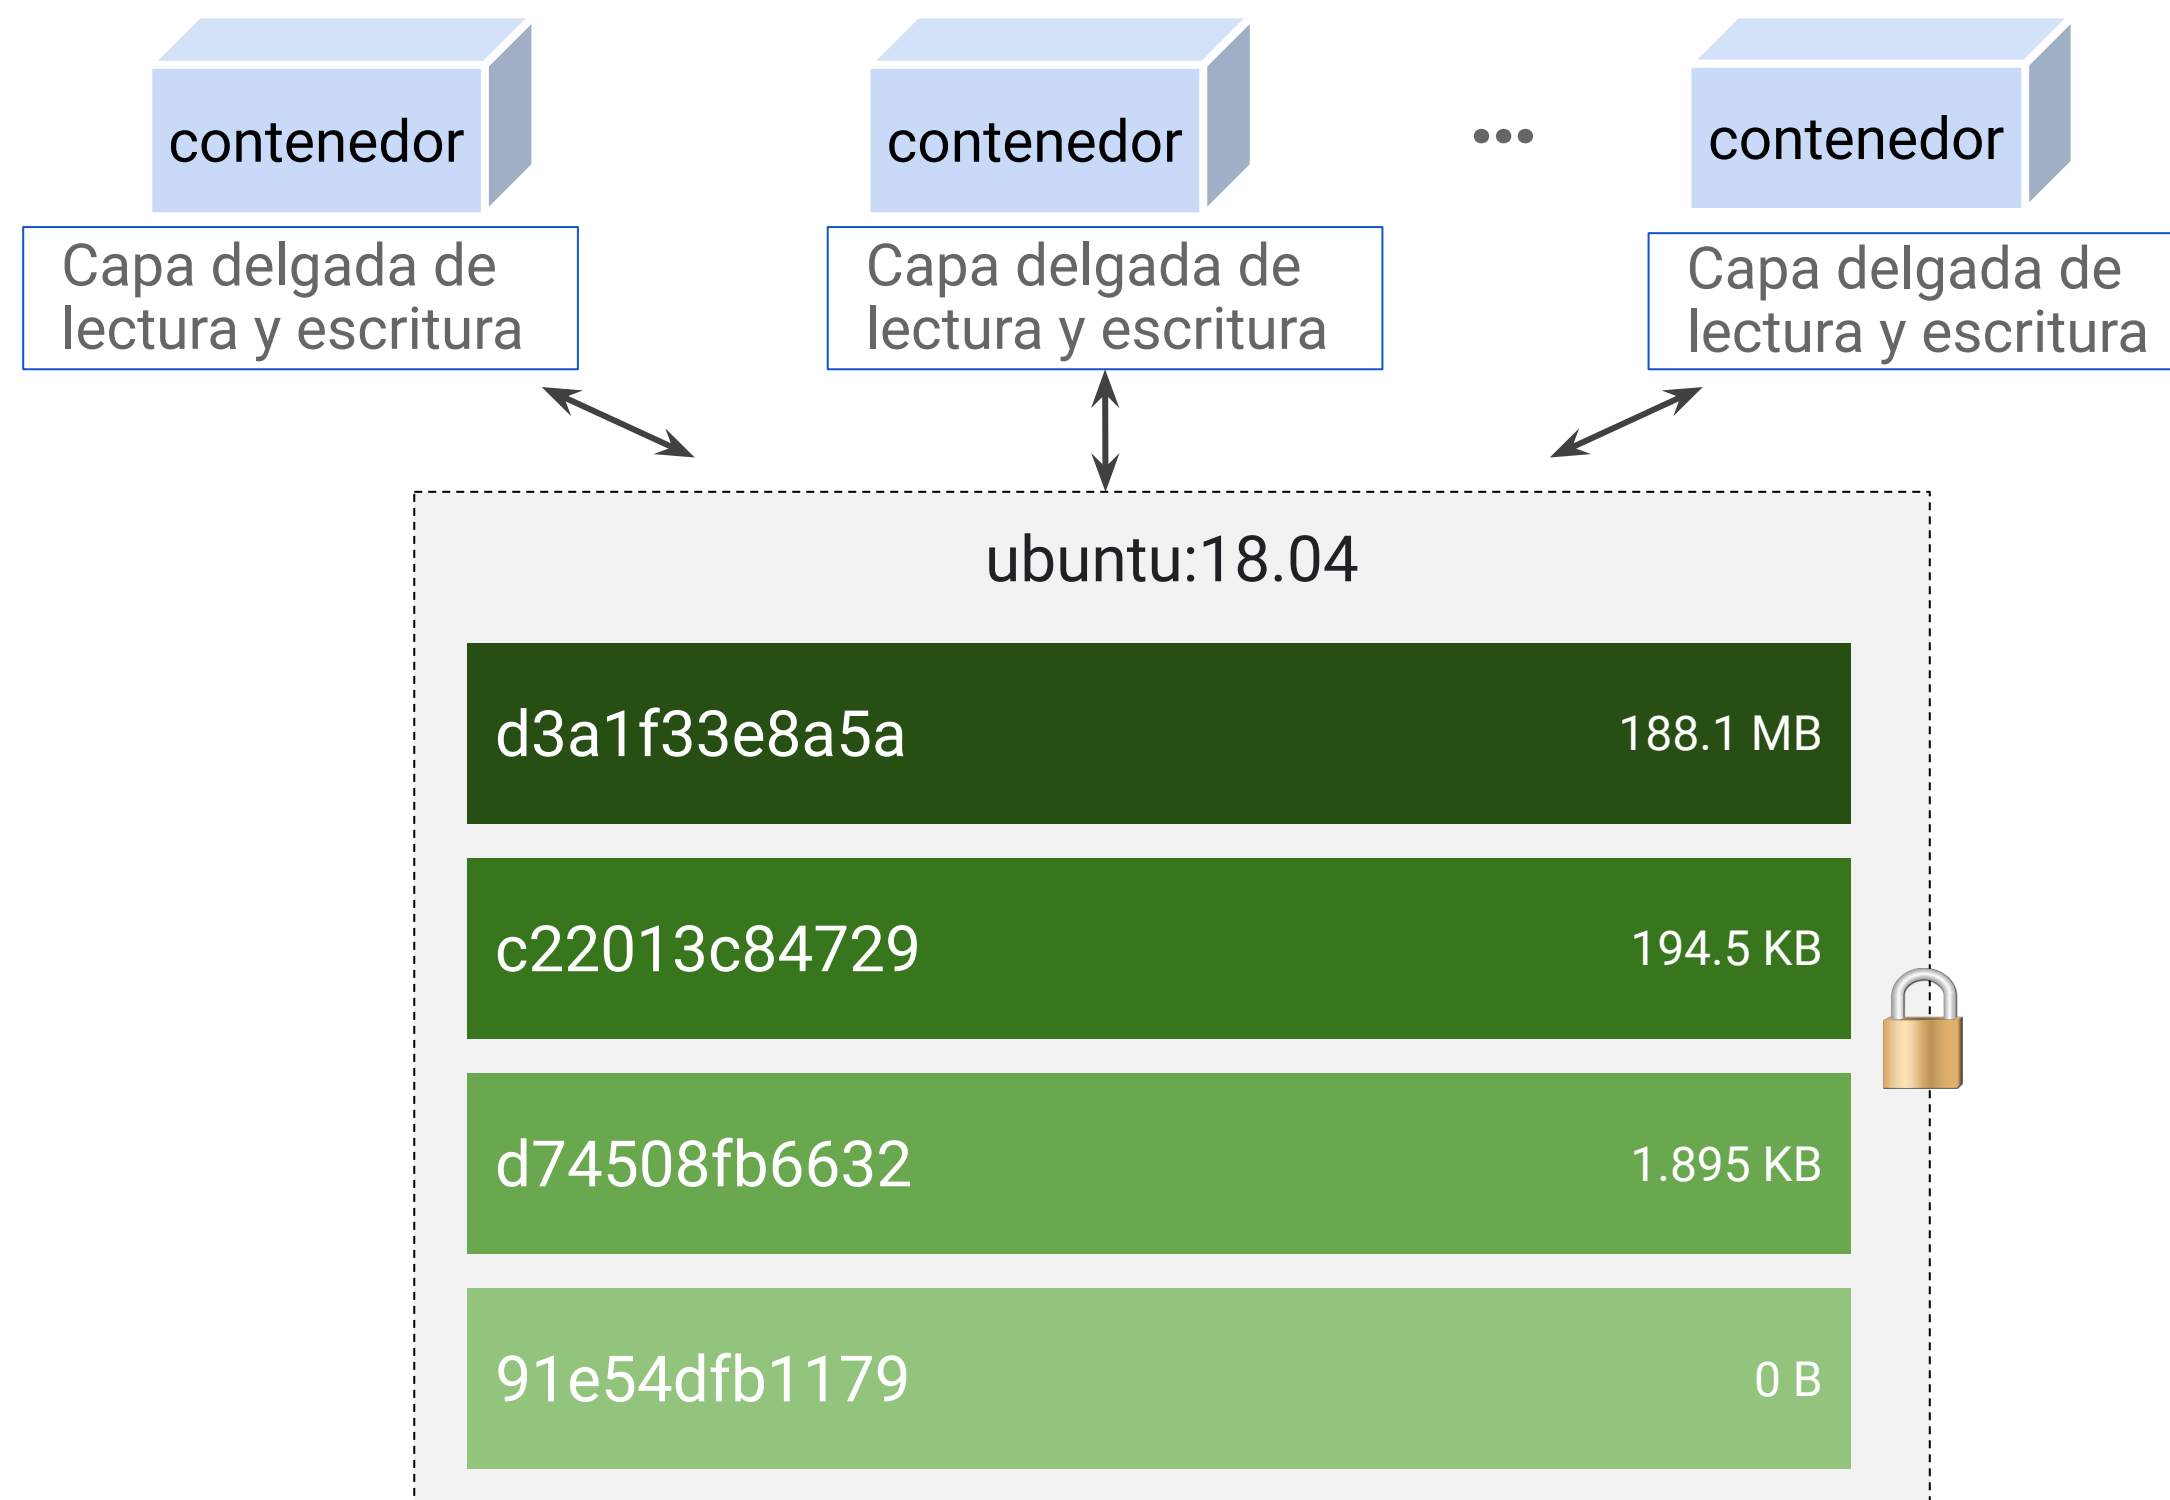 contenedor
contenedor
...
contenedor
Capa delgada de
lectura y escritura
Capa delgada de
lectura y escritura
Capa delgada de
lectura y escritura
ubuntu:18.04
d3a1f33e8a5a 188.1 MB
c22013c84729 194.5 KB
d74508fb6632 1.895 KB
91e54dfb1179 0 B